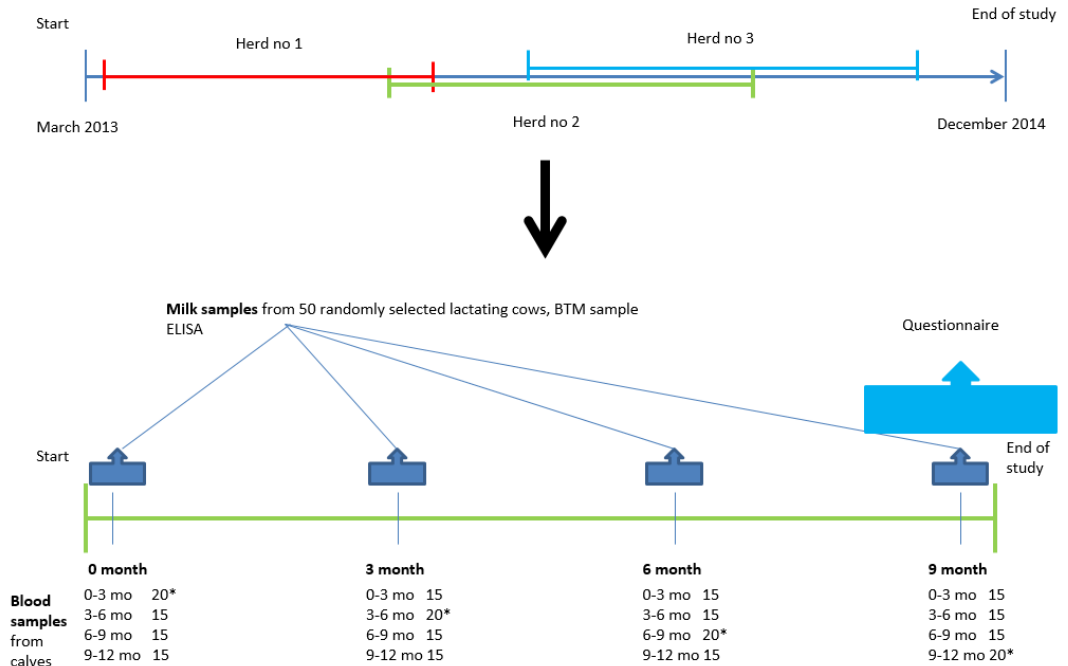 Start
End of study
Herd no 1
Herd no 3
March 2013
Herd no 2
December 2014
Milk samples from 50 randomly selected lactating cows, BTM sample
ELISA
Questionnaire
Start
End of
study
0 month
3 month
6 month
9 month
Blood
samples
from
calves
0-3 mo 20*
3-6 mo 15
6-9 mo 15
9-12 mo 15
0-3 mo 15
3-6 mo 20*
6-9 mo 15
9-12 mo 15
0-3 mo 15
3-6 mo 15
6-9 mo 20*
9-12 mo 15
0-3 mo 15
3-6 mo 15
6-9 mo 15
9-12 mo 20*